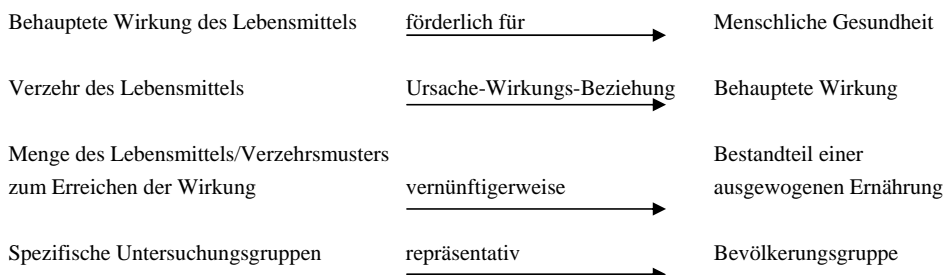 Behauptete Wirkung des Lebensmittels förderlich für Menschliche Gesundheit
Verzehr des Lebensmittels Ursache-Wirkungs-Beziehung Behauptete Wirkung
Menge des Lebensmittels/Verzehrsmusters Bestandteil einer
zum Erreichen der Wirkung vernünftigerweise ausgewogenen Ernährung
Spezifische Untersuchungsgruppen repräsentativ Bevölkerungsgruppe